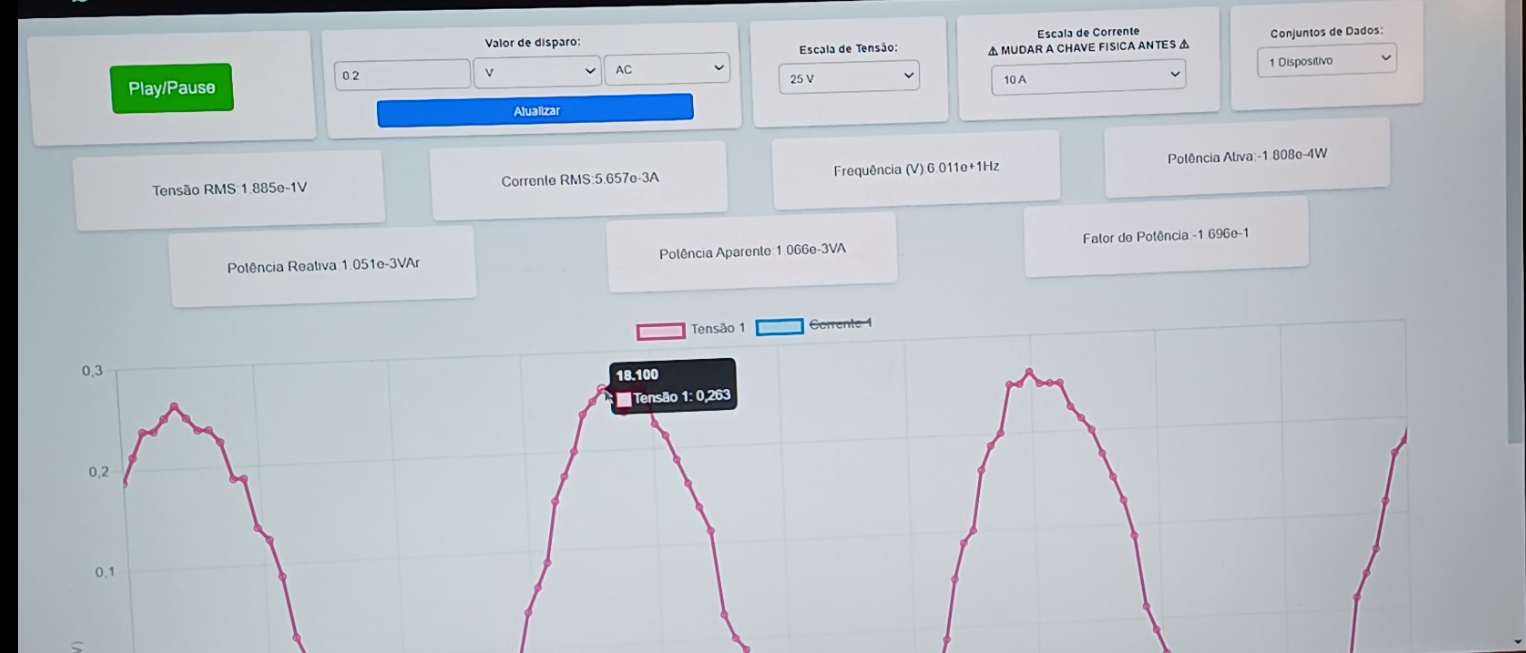 Play/Pause
Valor de disparo:
0.2
V
AC
Atualizar
Escala de Tensão:
25 V
Escala de Corrente
⚠ MUDAR A CHAVE FISICA ANTES ⚠
10 A
Conjuntos de Dados:
1 Dispositivo
Tensão RMS:1.885e-1V
Corrente RMS:5.657e-3A
Frequência (V):6.011e+1Hz
Potência Ativa:-1.808e-4W
Potência Reativa:1.051e-3VAr
Potência Aparente:1.066e-3VA
Fator de Potência:-1.696e-1
Tensão 1
Corrente 1
18.100
Tensão 1: 0,263
0,3
0,2
0,1